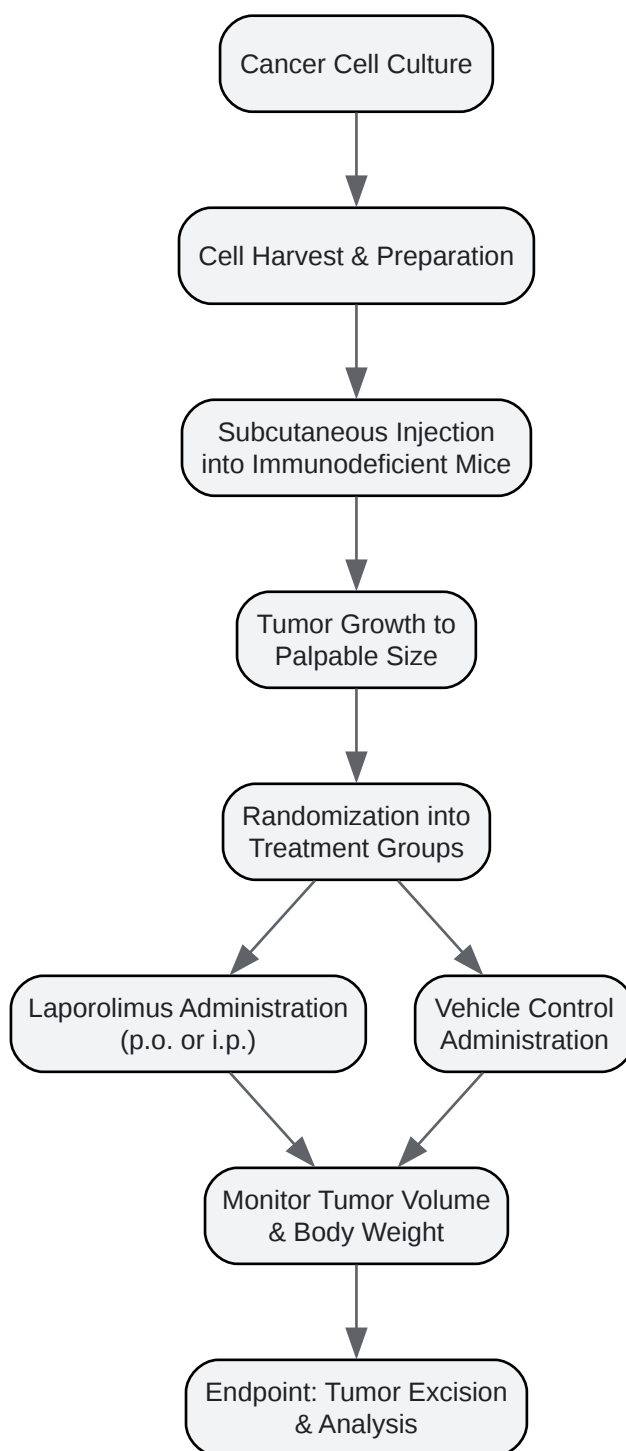 Cancer Cell Culture
Cell Harvest & Preparation
Subcutaneous Injection
into Immunodeficient Mice
Tumor Growth to
Palpable Size
Randomization into
Treatment Groups
Laporolimus Administration
(p.o. or i.p.)
Vehicle Control
Administration
Monitor Tumor Volume
& Body Weight
Endpoint: Tumor Excision
& Analysis